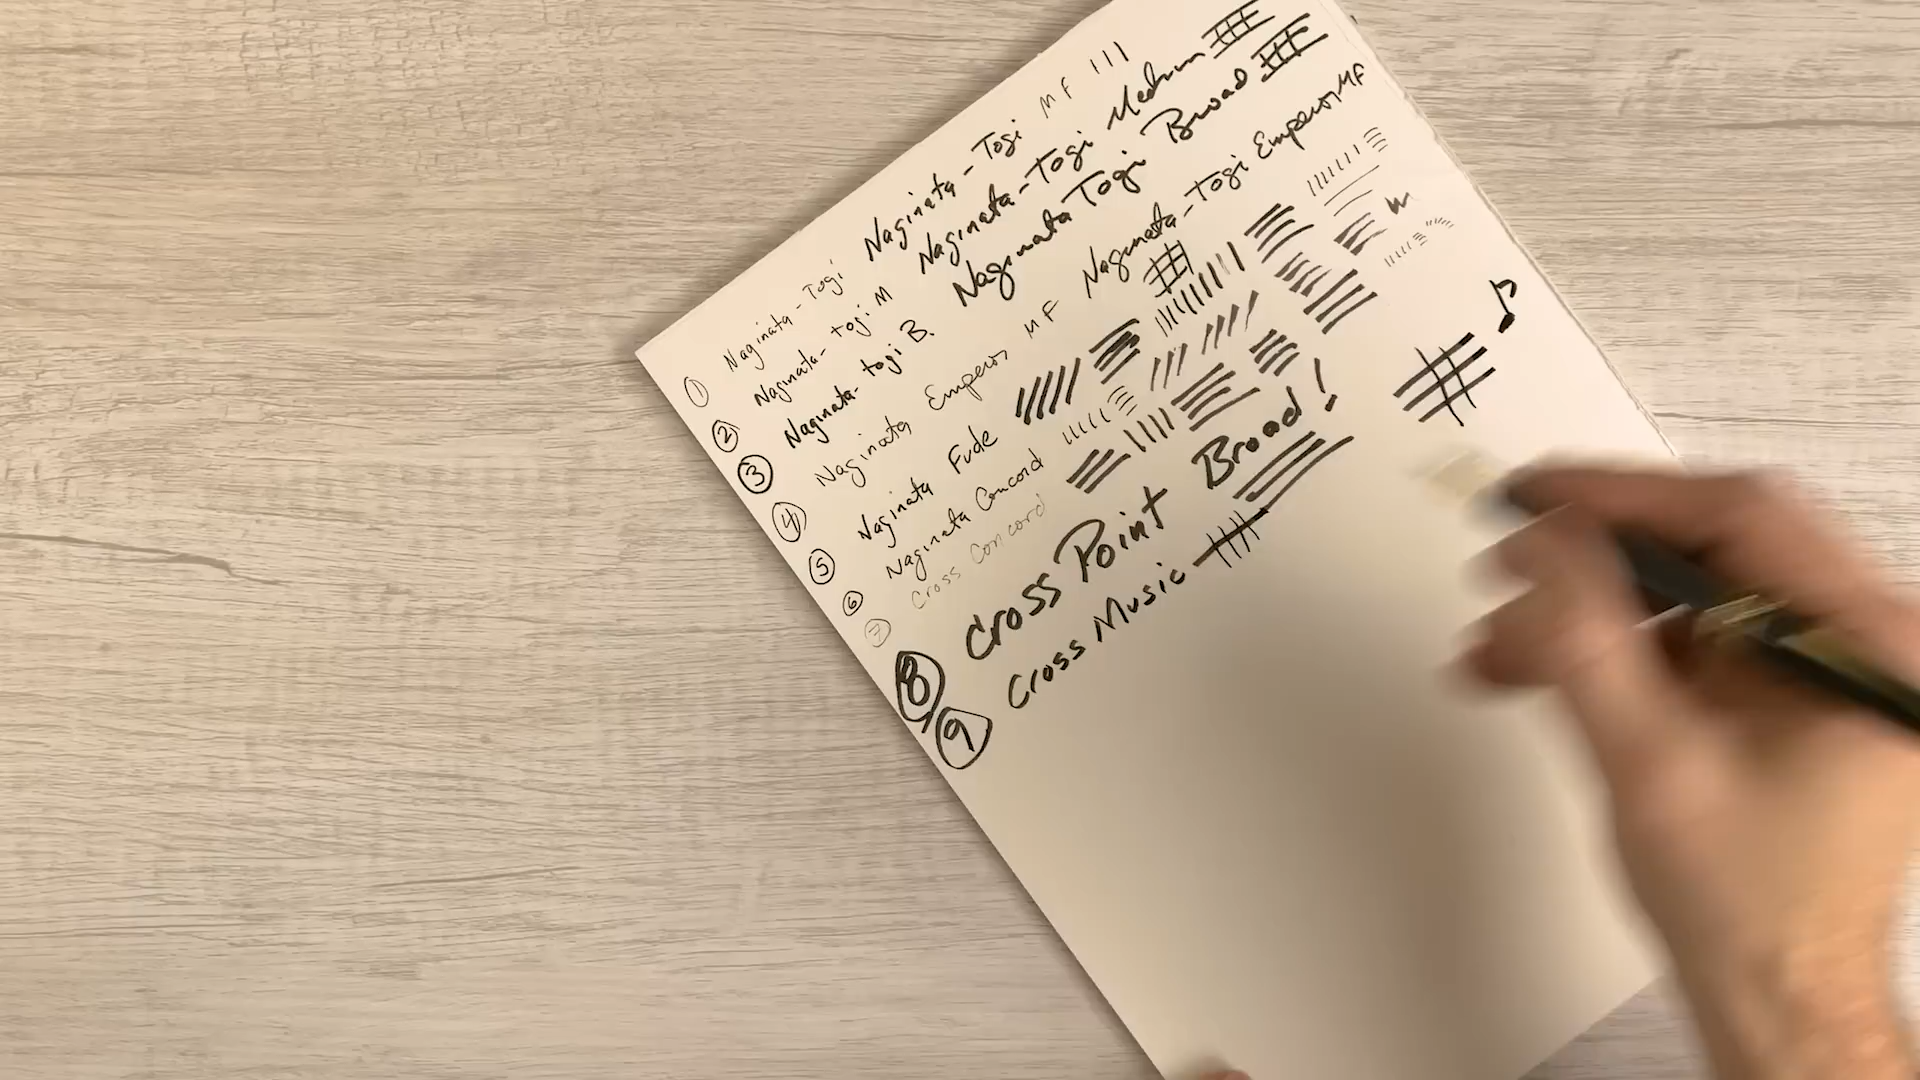 ① Naginata-Togi Naginata-Togi MF
② Naginata-togi M Naginata-Togi Medium
③ Naginata-togi B. Naginata Togi Broad
④ Naginata Emperor MF Naginata-Togi Emperor MF
⑤ Naginata Fude
⑥ Naginata Concord
⑦ Cross Concord
⑧ Cross Point Broad!
⑨ Cross Music